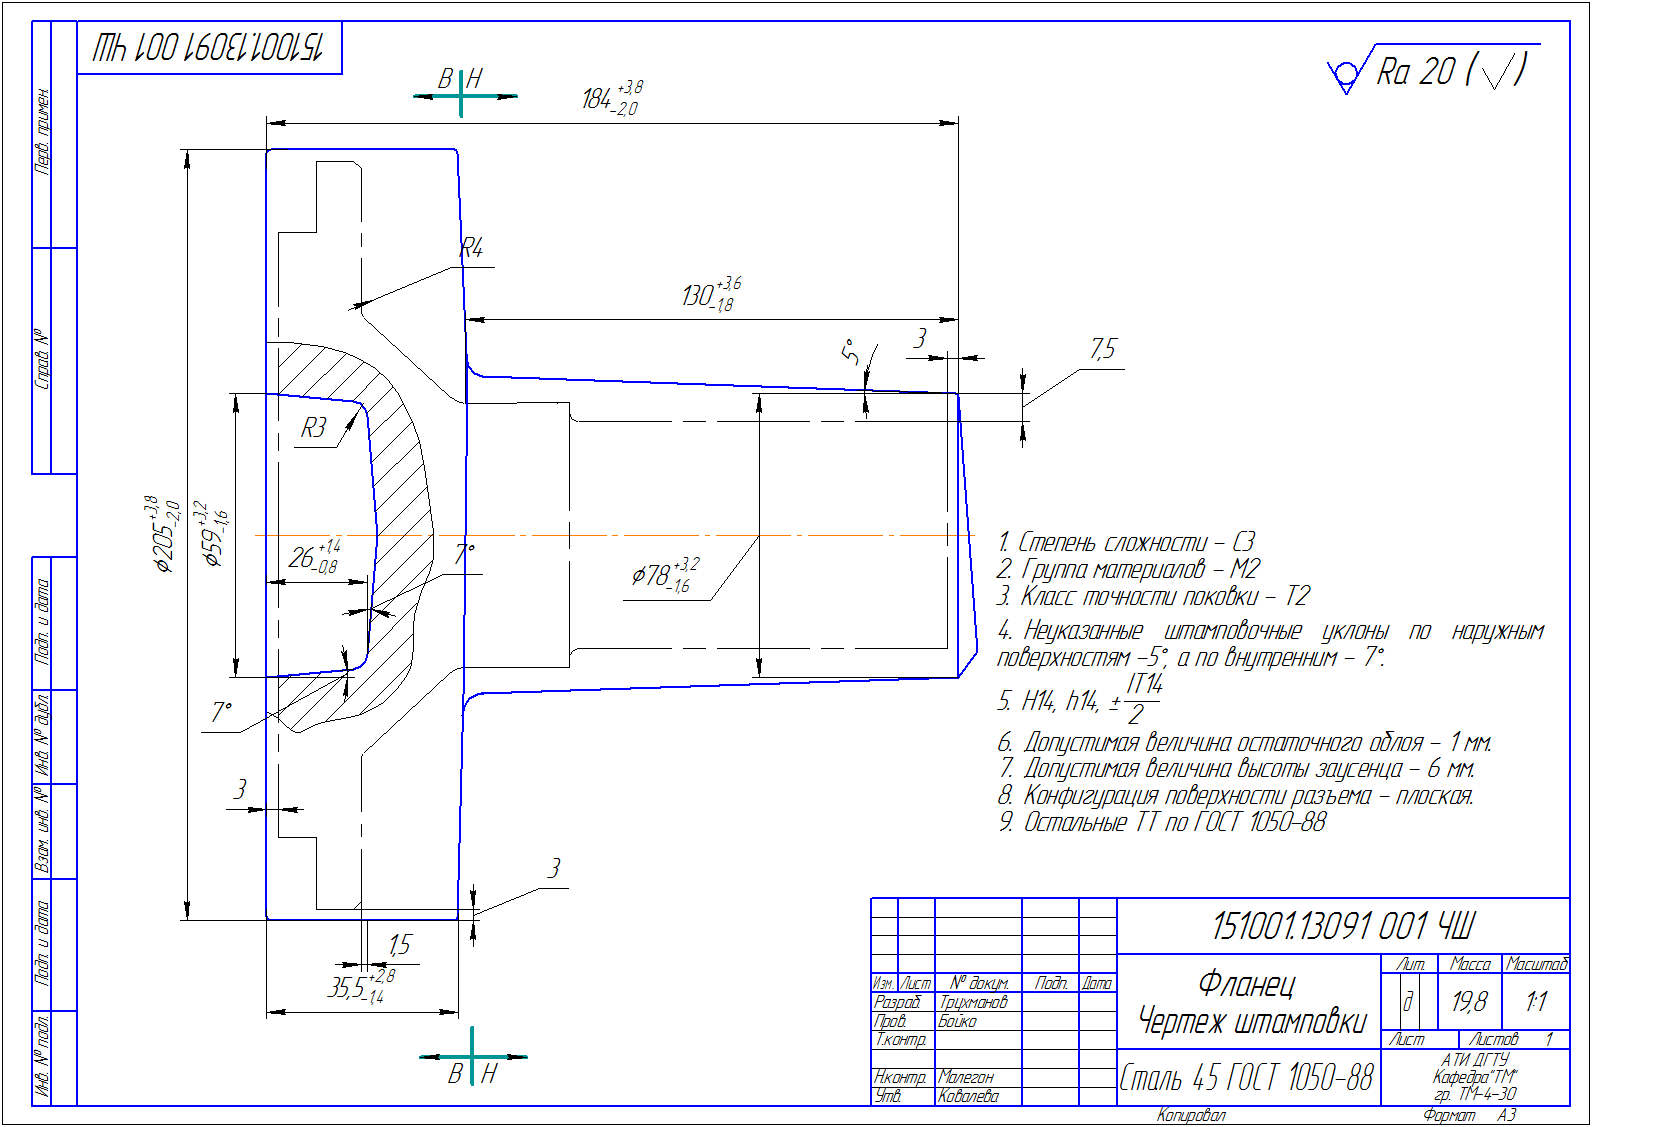 151001.13091 001 ЧШ
Перв. примен.
Справ. №
Подп. и дата
Инв. № дубл.
Взам. инв. №
Подп. и дата
Инв. № подл.
Ra 20 (√)
В Н
184 +3,8 -2,0
R4
130 +3,6 -1,8
5°
3
7,5
R3
⌀205 +3,8 -2,0
⌀59 +3,2 -1,6
26 +1,4 -0,8
7°
⌀78 +3,2 -1,6
7°
3
3
1,5
35,5 +2,8 -1,4
В Н
1. Степень сложности – С3
2. Группа материалов – М2
3. Класс точности поковки – Т2
4. Неуказанные штамповочные уклоны по наружным
поверхностям –5°, а по внутренним – 7°.
5. Н14, h14, ± IT14/2
6. Допустимая величина остаточного облоя – 1 мм.
7. Допустимая величина высоты заусенца – 6 мм.
8. Конфигурация поверхности разъема – плоская.
9. Остальные ТТ по ГОСТ 1050–88
151001.13091 001 ЧШ
Изм. Лист № докум. Подп. Дата
Разраб. Трухманов
Пров. Бойко
Т.контр.
Н.контр. Малегон
Утв. Ковалева
Фланец
Чертеж штамповки
Лит. Масса Масштаб
д 19,8 1:1
Лист Листов 1
Сталь 45 ГОСТ 1050–88
АТИ ДГТУ
Кафедра"ТМ"
гр. ТМ–4–30
Копировал Формат А3